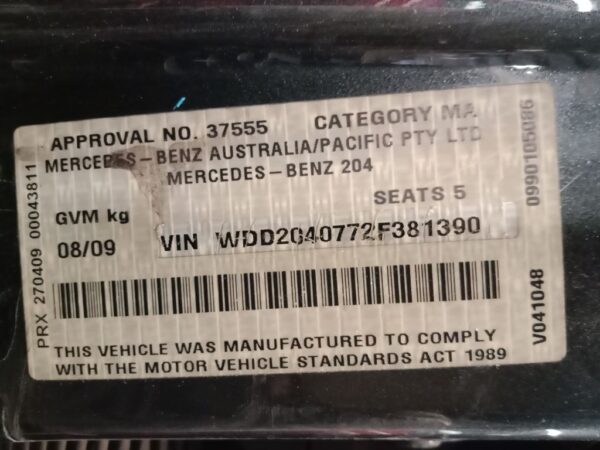 APPROVAL NO. 37555 CATEGORY MA
MERCEDES-BENZ AUSTRALIA/PACIFIC PTY LTD
MERCEDES-BENZ 204
SEATS 5
GVM kg
08/09 VIN WDD2040772F381390
THIS VEHICLE WAS MANUFACTURED TO COMPLY
WITH THE MOTOR VEHICLE STANDARDS ACT 1989
PRX 270409 00043811
0990105086
V041048